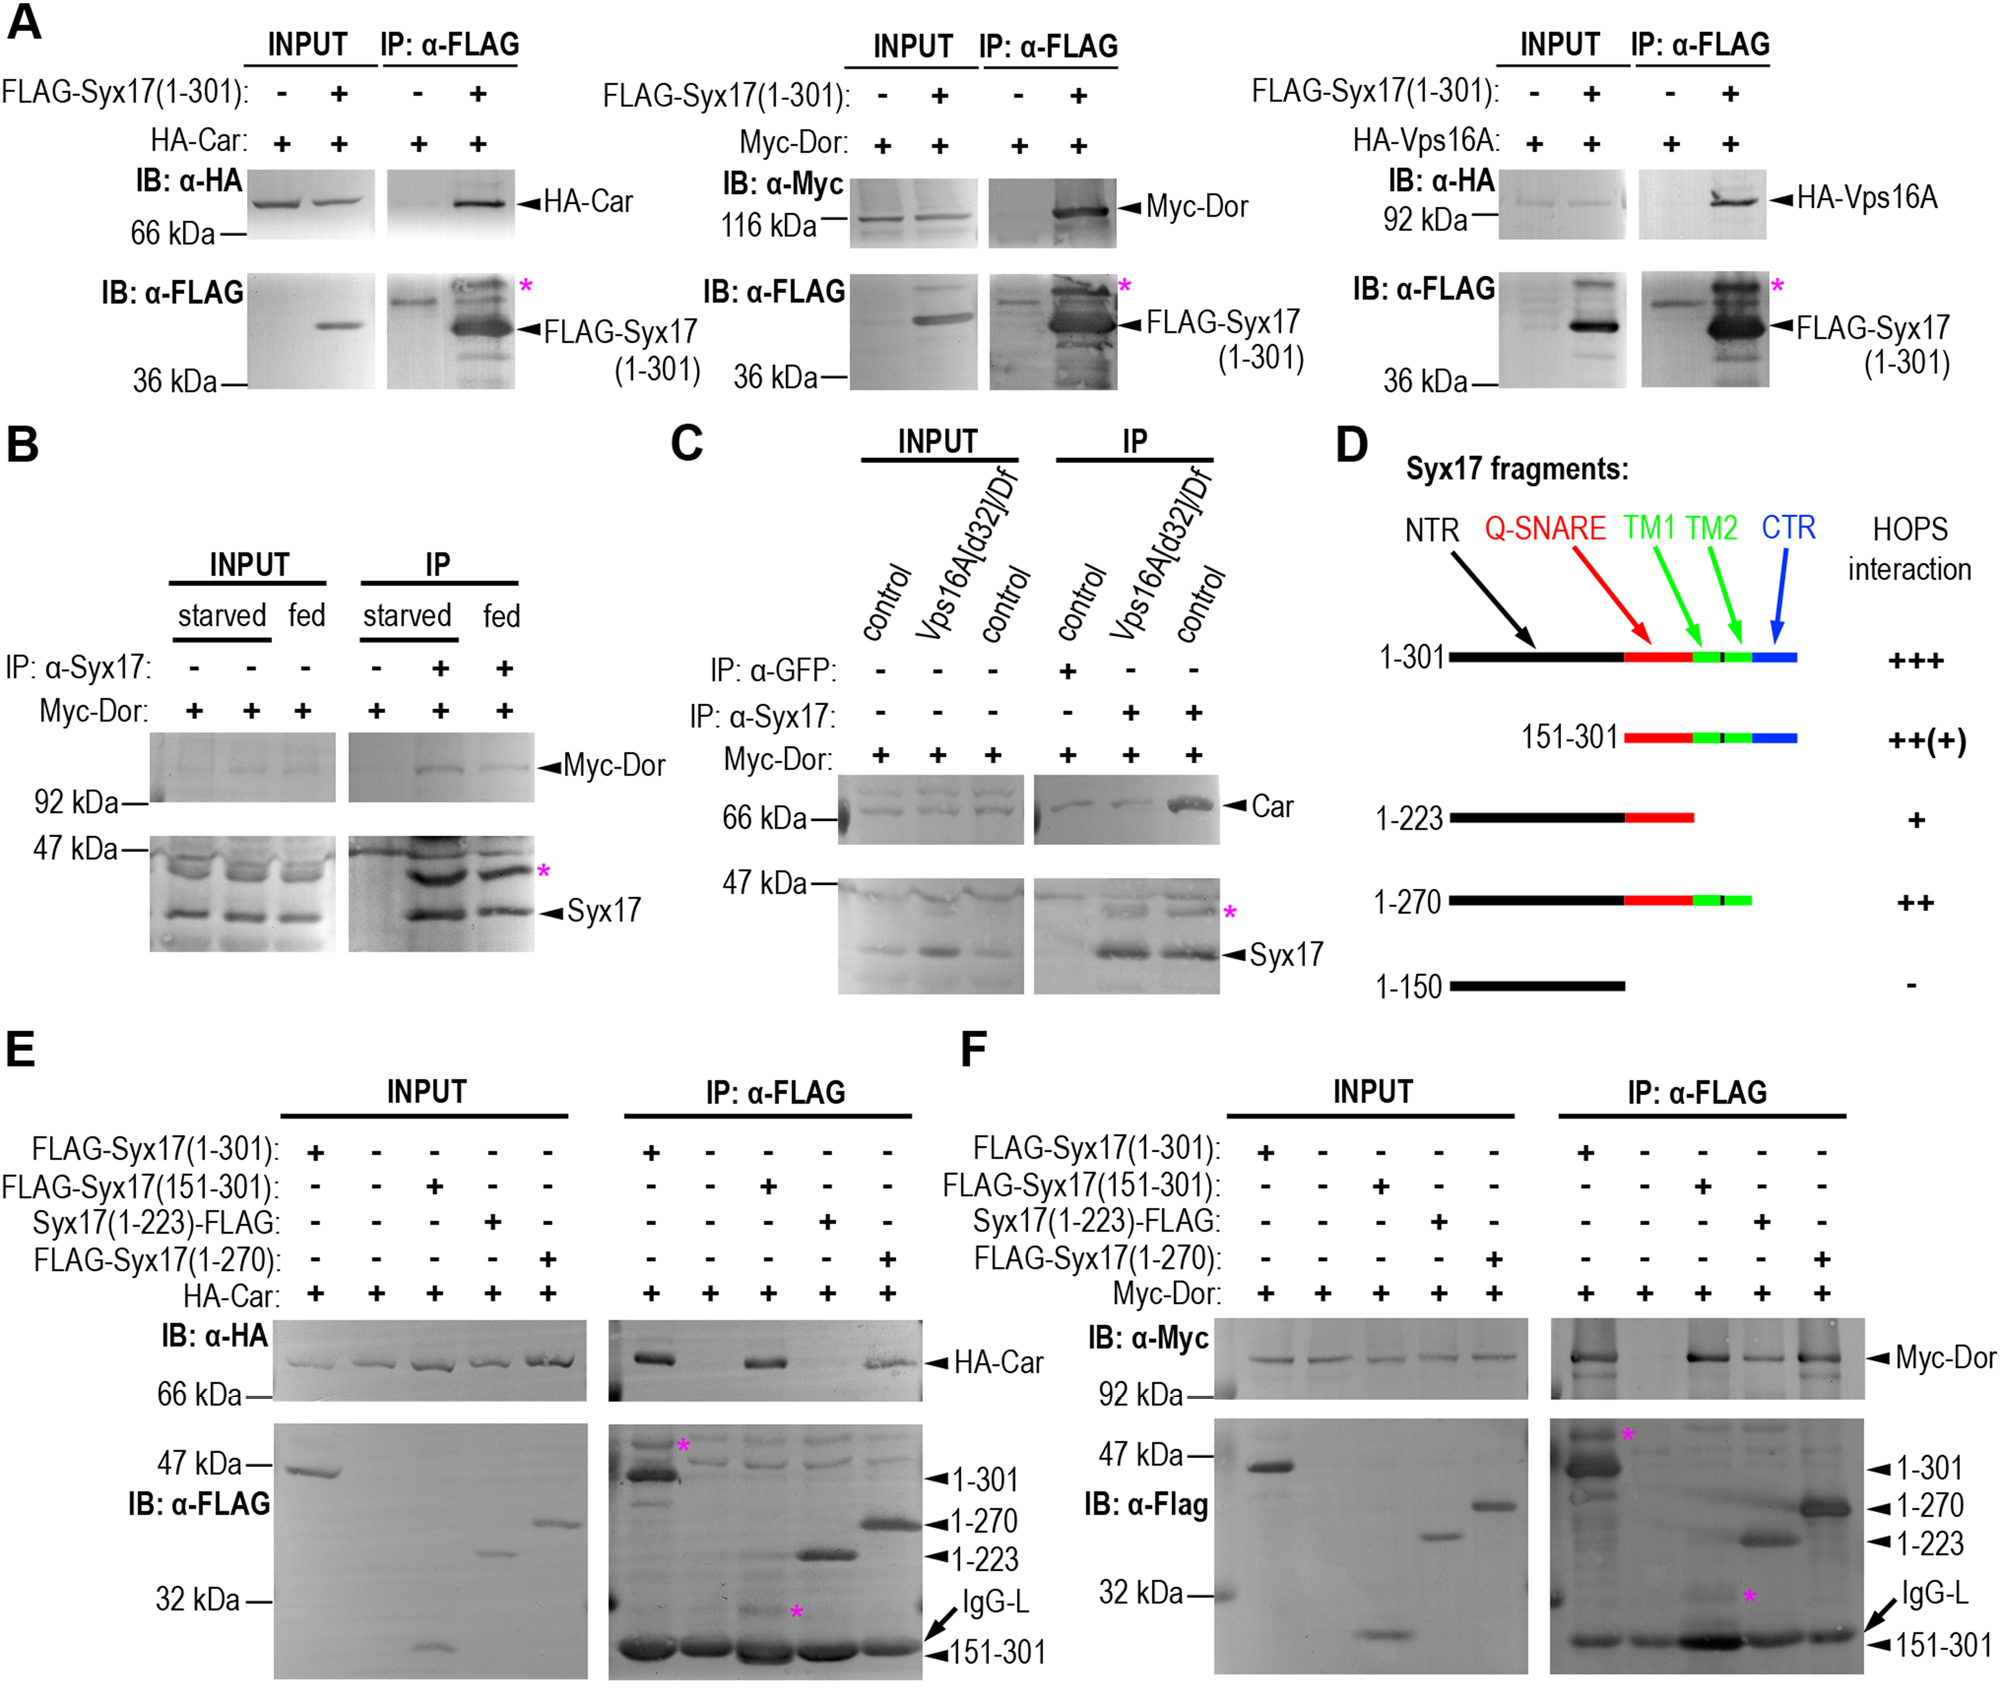 A
INPUT IP: α-FLAG
FLAG-Syx17(1-301): - + - +
HA-Car: + + + +
IB: α-HA
HA-Car
66 kDa
IB: α-FLAG
*
FLAG-Syx17
(1-301)
36 kDa
INPUT IP: α-FLAG
FLAG-Syx17(1-301): - + - +
Myc-Dor: + + + +
IB: α-Myc
Myc-Dor
116 kDa
IB: α-FLAG
*
FLAG-Syx17
(1-301)
36 kDa
INPUT IP: α-FLAG
FLAG-Syx17(1-301): - + - +
HA-Vps16A: + + + +
IB: α-HA
HA-Vps16A
92 kDa
IB: α-FLAG
*
FLAG-Syx17
(1-301)
36 kDa
B
INPUT IP
starved fed starved fed
IP: α-Syx17: - - - - + +
Myc-Dor: + + + + + +
Myc-Dor
92 kDa
47 kDa
*
Syx17
C
INPUT IP
control Vps16A[d32]/Df control control Vps16A[d32]/Df control
IP: α-GFP: - - - + - -
IP: α-Syx17: - - - - + +
Myc-Dor: + + + + + +
Car
66 kDa
47 kDa
*
Syx17
D
Syx17 fragments:
NTR Q-SNARE TM1 TM2 CTR HOPS
interaction
1-301 +++
151-301 ++(+)
1-223 +
1-270 ++
1-150 -
E
INPUT IP: α-FLAG
FLAG-Syx17(1-301): + - - - - + - - - -
FLAG-Syx17(151-301): - - + - - - - + - -
Syx17(1-223)-FLAG: - - - + - - - - + -
FLAG-Syx17(1-270): - - - - + - - - - +
HA-Car: + + + + + + + + + +
IB: α-HA
HA-Car
66 kDa
*
47 kDa
1-301
IB: α-FLAG
1-270
1-223
32 kDa
*
IgG-L
151-301
F
INPUT IP: α-FLAG
FLAG-Syx17(1-301): + - - - - + - - - -
FLAG-Syx17(151-301): - - + - - - - + - -
Syx17(1-223)-FLAG: - - - + - - - - + -
FLAG-Syx17(1-270): - - - - + - - - - +
Myc-Dor: + + + + + + + + + +
IB: α-Myc
Myc-Dor
92 kDa
*
47 kDa
1-301
IB: α-Flag
1-270
1-223
32 kDa
*
IgG-L
151-301